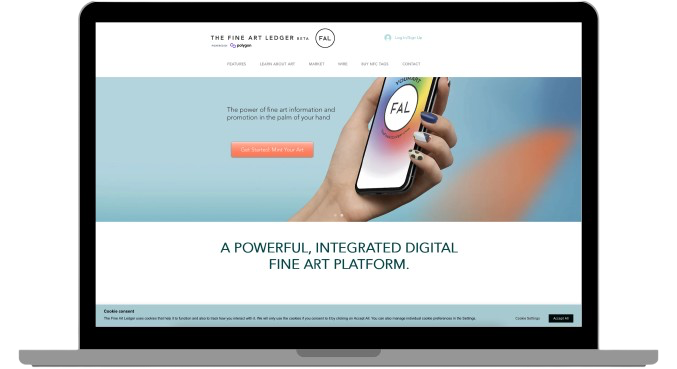 THE FINE ART LEDGER BETA
FAL
POWERED BY polygon
Log In/Sign Up
FEATURES LEARN ABOUT ART MARKET WIRE BUY NFC TAGS CONTACT
YOURART
FAL
The power of fine art information and
promotion in the palm of your hand
Get Started: Mint Your Art
A POWERFUL, INTEGRATED DIGITAL
FINE ART PLATFORM.
Cookie consent
The Fine Art Ledger uses cookies that help it to function and also to hear how you interact with it. We will only use the cookies if you consent to it by clicking on Accept All. You can also manage individual cookie preferences in the Settings.
Cookie Settings
Accept All